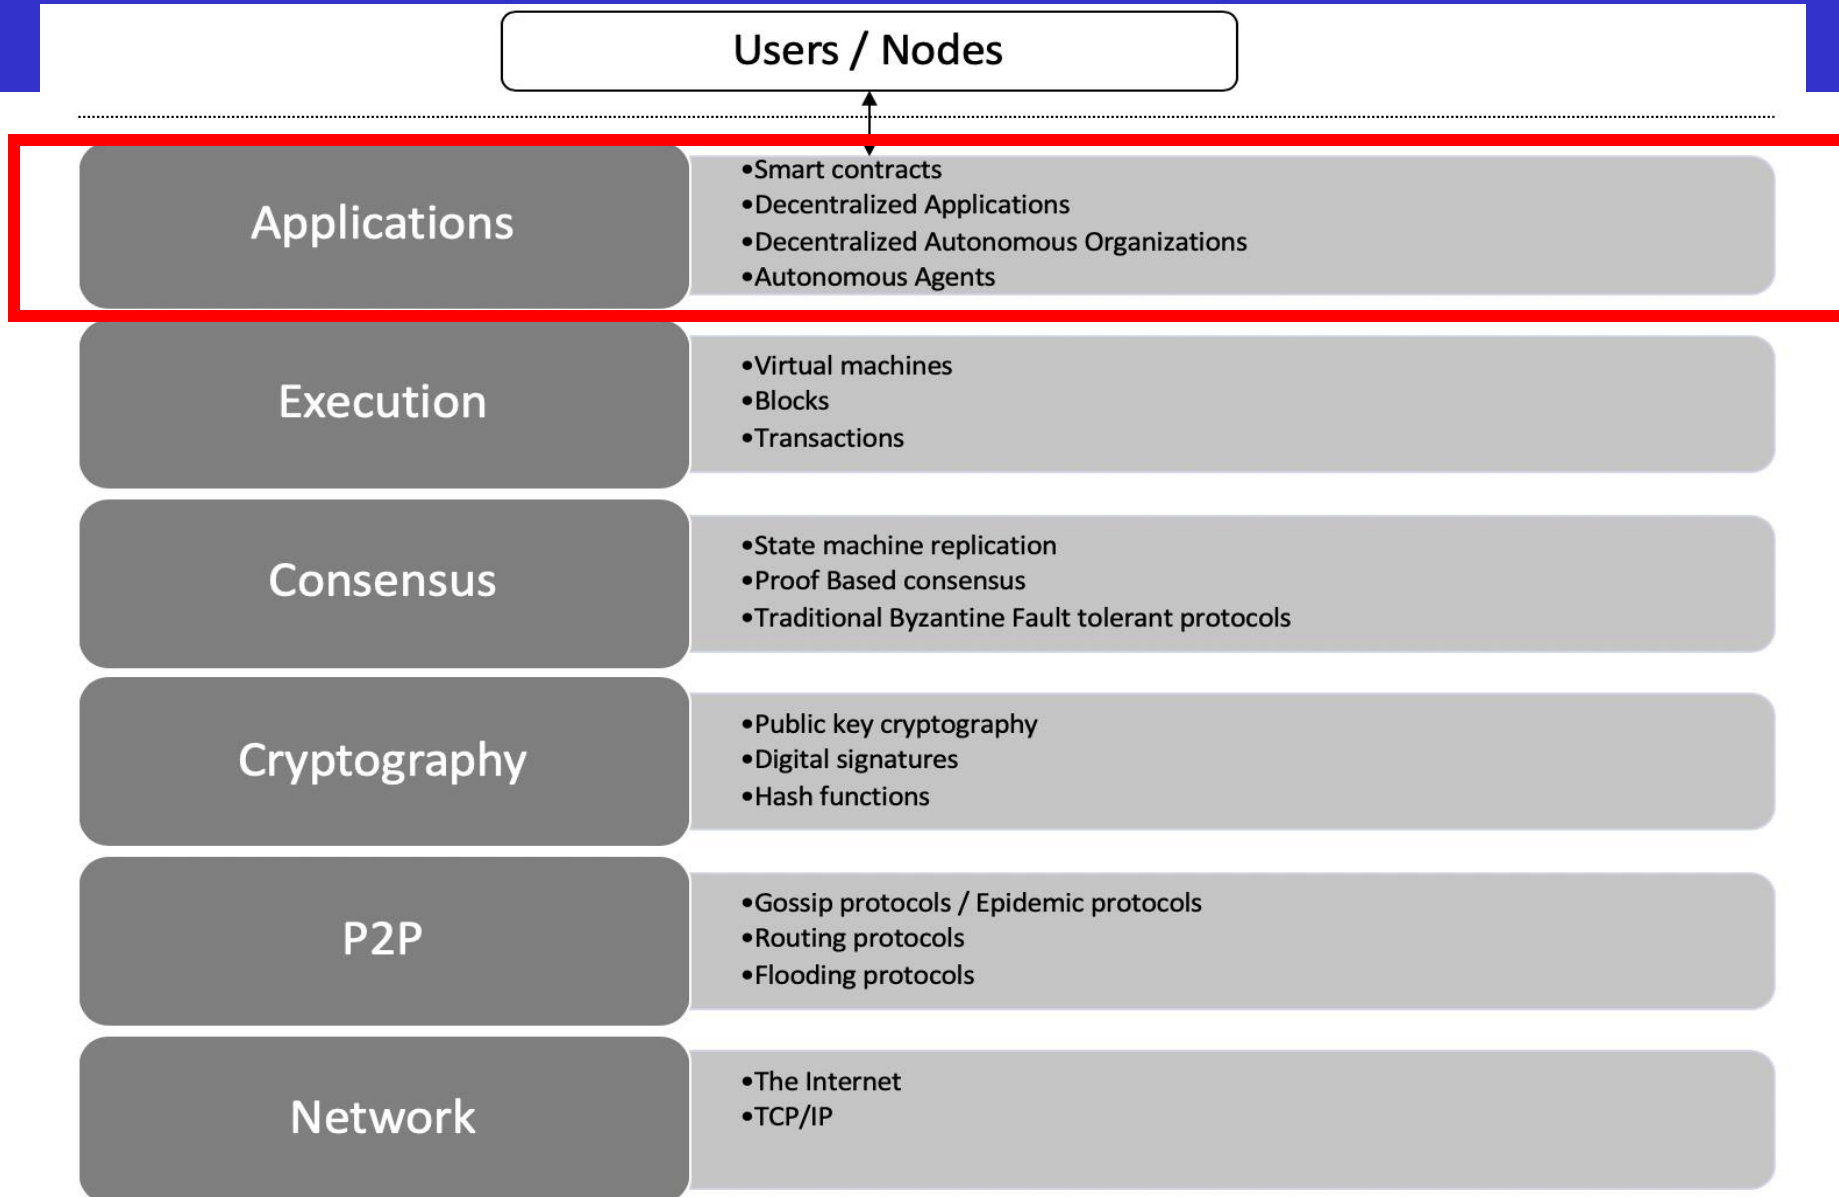 Users / Nodes
Applications
•Smart contracts
•Decentralized Applications
•Decentralized Autonomous Organizations
•Autonomous Agents
Execution
•Virtual machines
•Blocks
•Transactions
Consensus
•State machine replication
•Proof Based consensus
•Traditional Byzantine Fault tolerant protocols
Cryptography
•Public key cryptography
•Digital signatures
•Hash functions
P2P
•Gossip protocols / Epidemic protocols
•Routing protocols
•Flooding protocols
Network
•The Internet
•TCP/IP